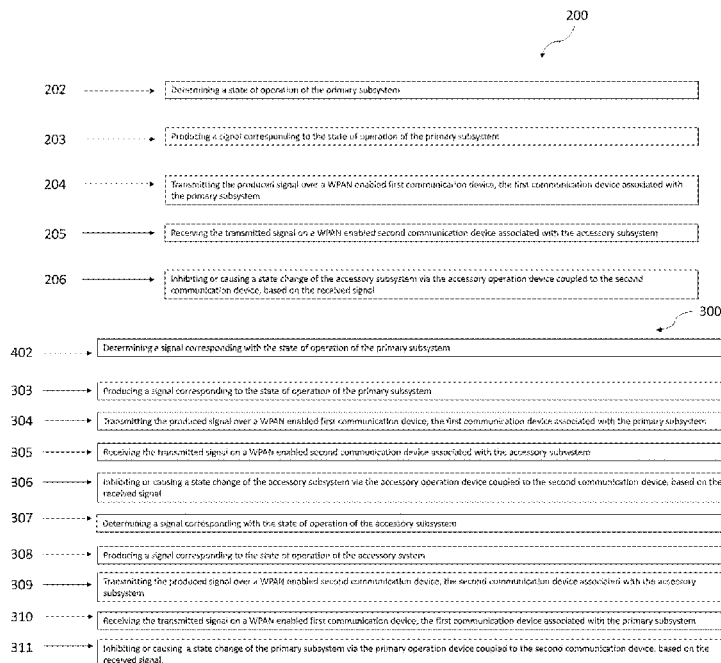 200
202
Determining a state of operation of the primary subsystem
203
Producing a signal corresponding to the state of operation of the primary subsystem
204
Transmitting the produced signal over a WPAN enabled first communication device, the first communication device associated with
the primary subsystem
205
Receiving the transmitted signal on a WPAN enabled second communication device associated with the accessory subsystem
206
Inhibiting or causing a state change of the accessory subsystem via the accessory operation device coupled to the second
communication device, based on the received signal
300
402
Determining a signal corresponding with the state of operation of the primary subsystem
303
Producing a signal corresponding to the state of operation of the primary subsystem
304
Transmitting the produced signal over a WPAN enabled first communication device, the first communication device associated with the primary subsystem
305
Receiving the transmitted signal on a WPAN enabled second communication device associated with the accessory subsystem
306
Inhibiting or causing a state change of the accessory subsystem via the accessory operation device coupled to the second communication device, based on the
received signal
307
Determining a signal corresponding with the state of operation of the accessory subsystem
308
Producing a signal corresponding to the state of operation of the accessory system
309
Transmitting the produced signal over a WPAN enabled second communication device, the second communication device associated with the accessory
subsystem
310
Receiving the transmitted signal on a WPAN enabled first communication device, the first communication device associated with the primary subsystem
311
Inhibiting or causing a state change of the primary subsystem via the primary operation device coupled to the second communication device, based on the
received signal.